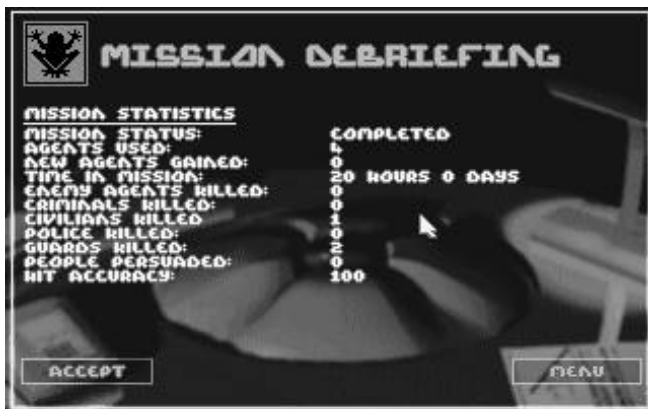 MISSION DEBRIEFING
MISSION STATISTICS
MISSION STATUS: COMPLETED
AGENTS USED: 4
NEW AGENTS GAINED: 0
TIME IN MISSION: 20 HOURS 0 DAYS
ENEMY AGENTS KILLED: 0
CRIMINALS KILLED: 0
CIVILIANS KILLED 1
POLICE KILLED: 0
GUARDS KILLED: 2
PEOPLE PERSUADED: 0
HIT ACCURACY: 100
ACCEPT MENU